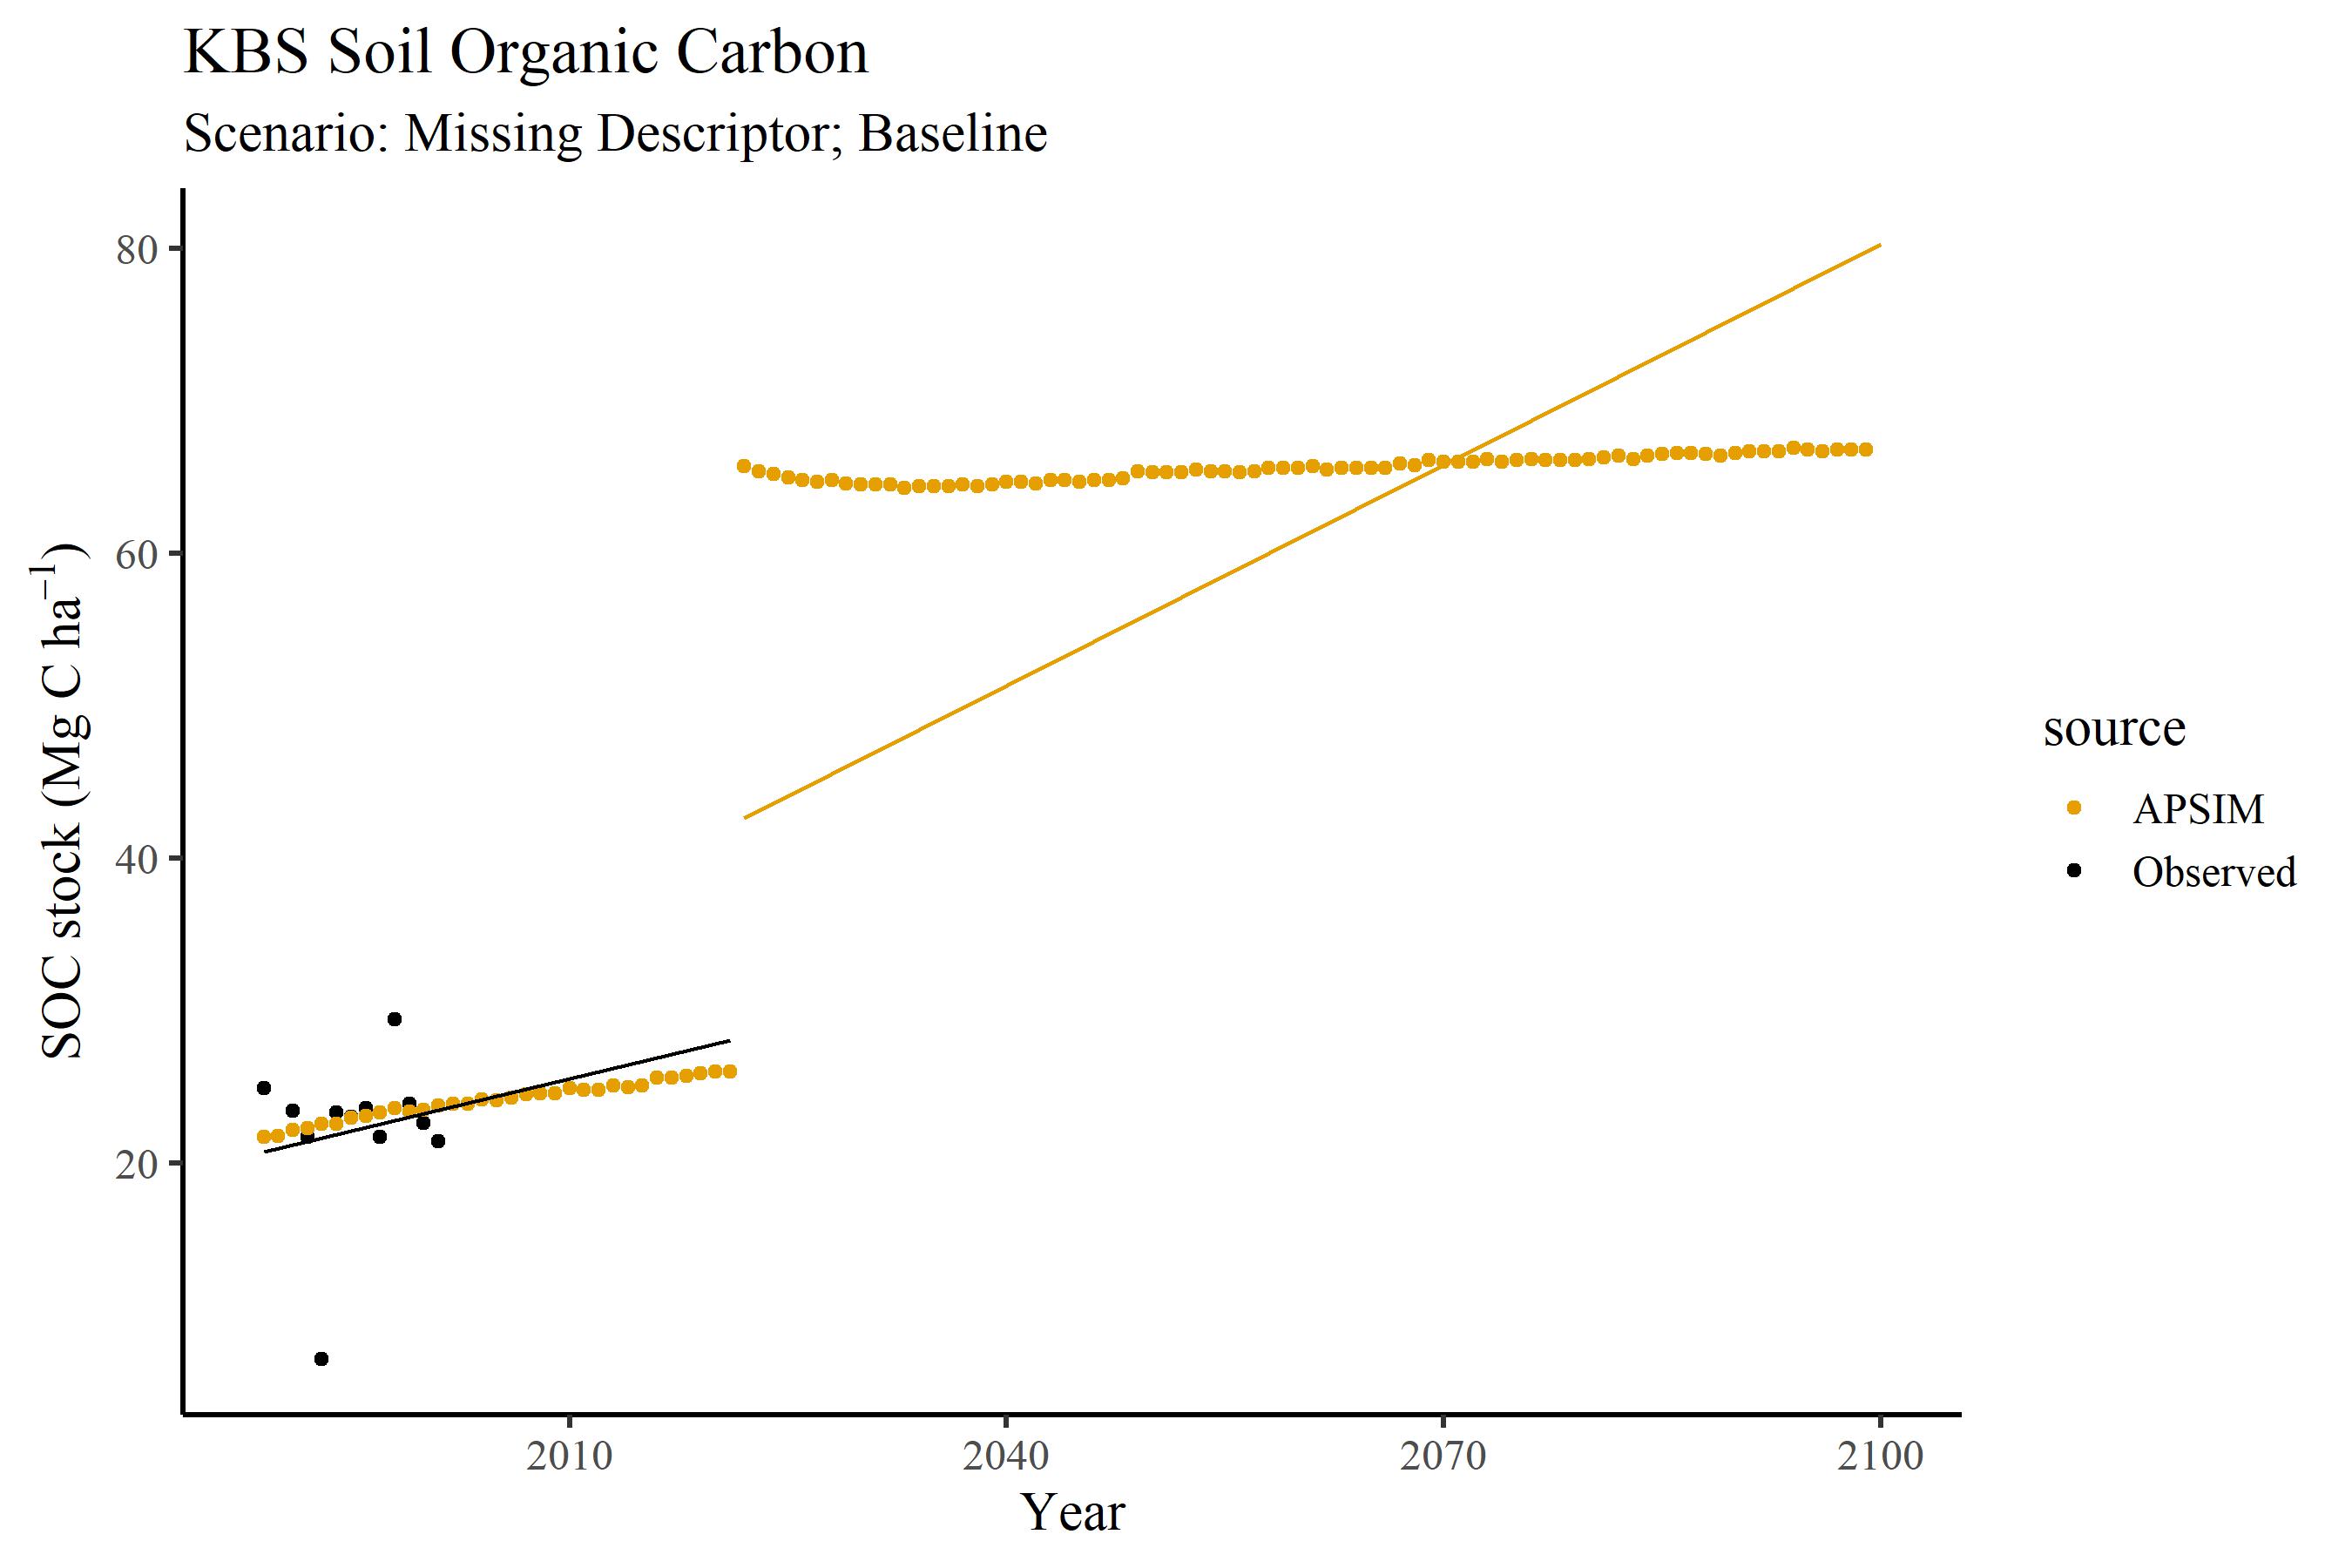 KBS Soil Organic Carbon
Scenario: Missing Descriptor; Baseline
SOC stock (Mg C ha⁻¹)
80
60
40
20
2010
2040
2070
2100
Year
source
APSIM
Observed